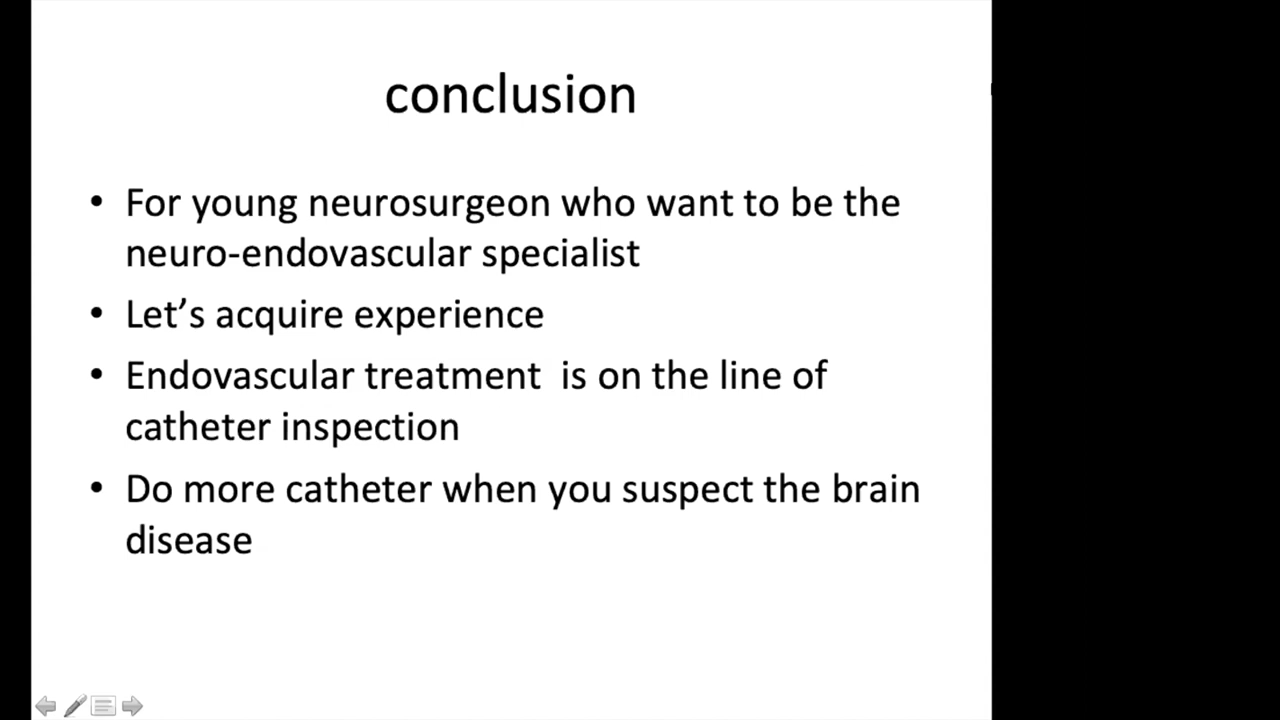 conclusion
• For young neurosurgeon who want to be the
neuro-endovascular specialist
• Let’s acquire experience
• Endovascular treatment  is on the line of
catheter inspection
• Do more catheter when you suspect the brain
disease